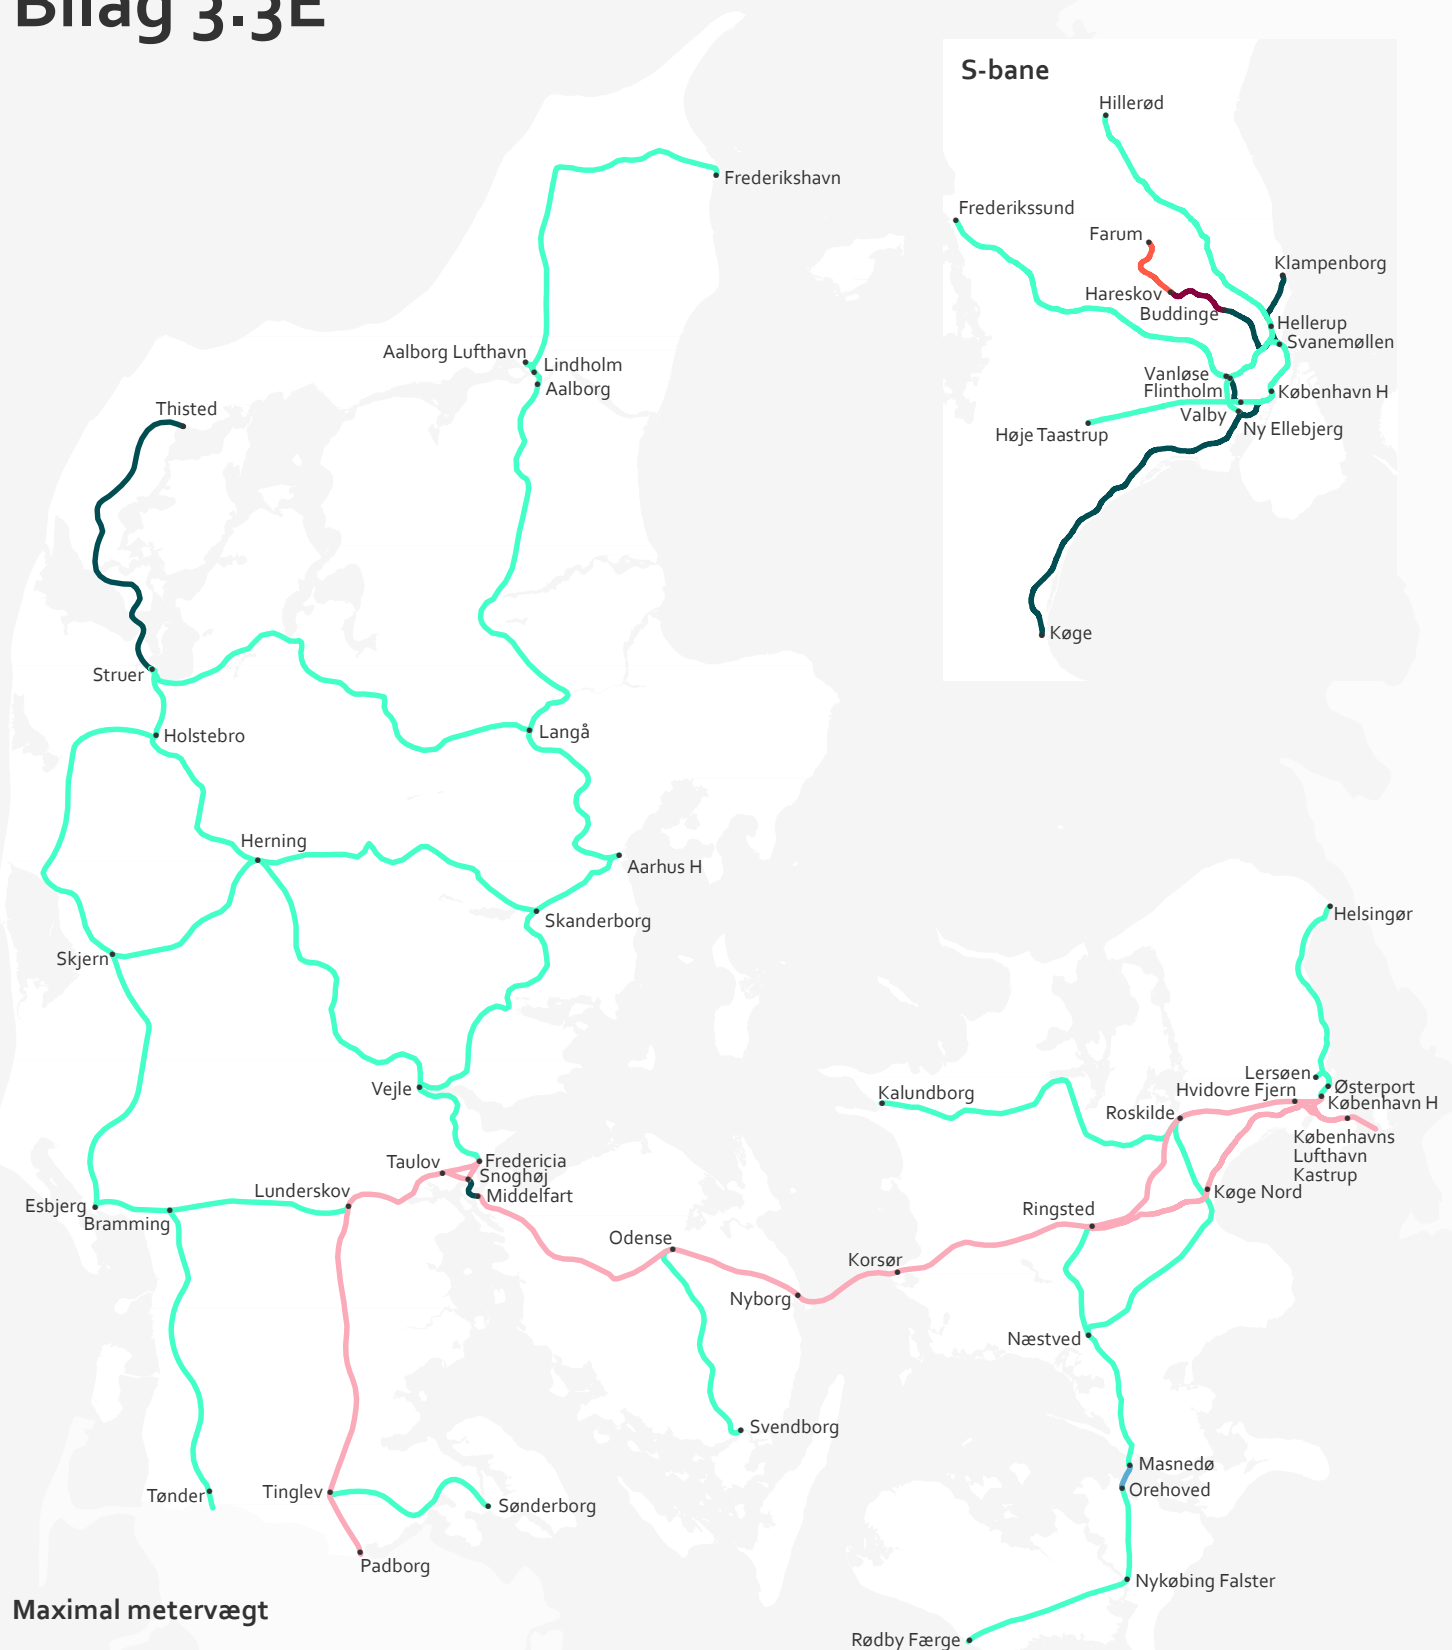 Bilag 3.3E
S-bane
Hillerød
Frederikshavn
Frederikssund
Farum
Klampenborg
Hareskov
Buddinge
Hellerup
Svanemøllen
Aalborg Lufthavn
Lindholm
Aalborg
Vanløse
Flintholm
København H
Valby
Ny Ellebjerg
Høje Taastrup
Thisted
Køge
Struer
Holstebro
Langå
Herning
Aarhus H
Skanderborg
Skjern
Helsingør
Lersøen
Østerport
Hvidovre Fjern
København H
Vejle
Kalundborg
Roskilde
Københavns
Lufthavn
Kastrup
Taulov
Fredericia
Snoghøj
Middelfart
Lunderskov
Esbjerg
Bramming
Køge Nord
Ringsted
Odense
Korsør
Nyborg
Næstved
Svendborg
Masnedø
Orehoved
Tønder
Tinglev
Sønderborg
Padborg
Nykøbing Falster
Maximal metervægt
Rødby Færge